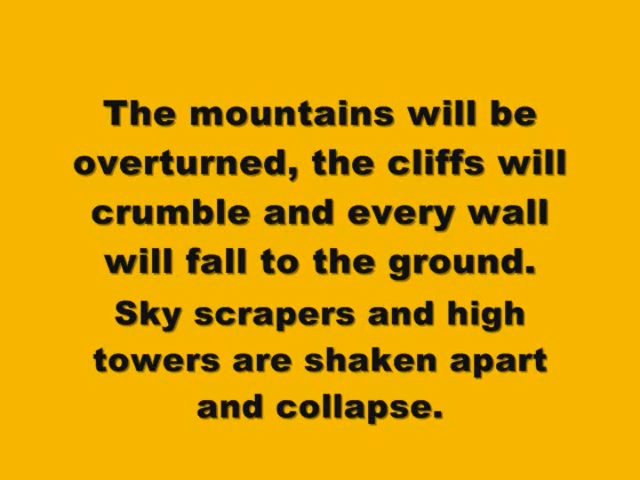 The mountains will be
overturned, the cliffs will
crumble and every wall
will fall to the ground.
Sky scrapers and high
towers are shaken apart
and collapse.